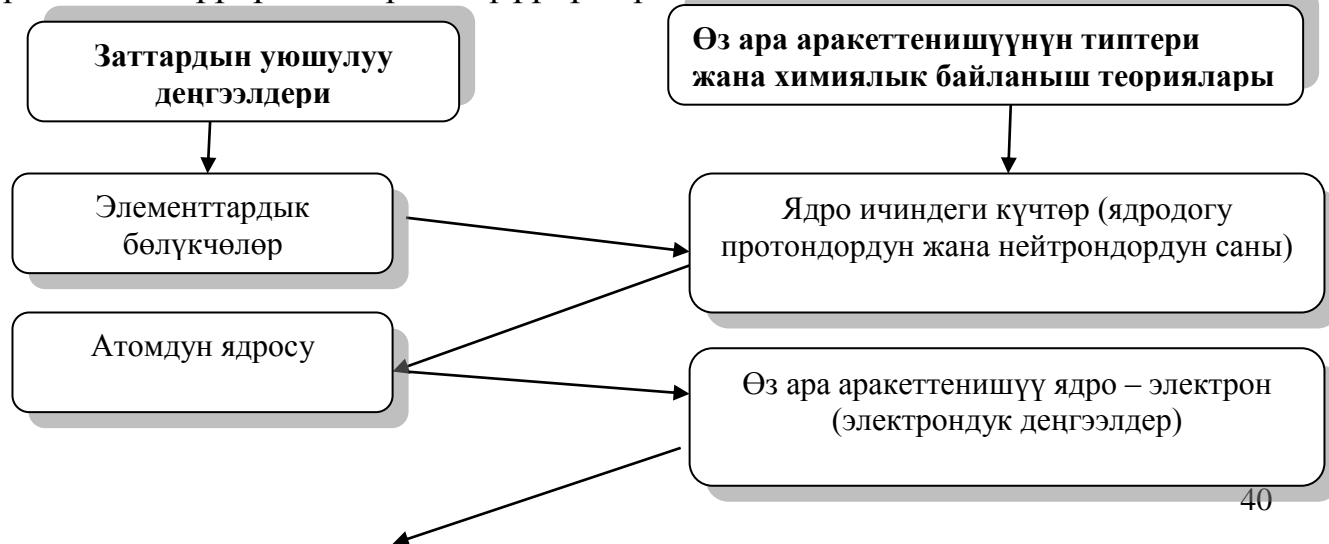 Заттардын уюшулуу
деңгээлдери
Өз ара аракеттенишүүнүн типтери
жана химиялык байланыш теориялары
Элементтардык
бөлүкчөлөр
Ядро ичиндеги күчтөр (ядродогу
протондордун жана нейтрондордун саны)
Атомдун ядросу
Өз ара аракеттенишүү ядро – электрон
(электрондук деңгээлдер)
40